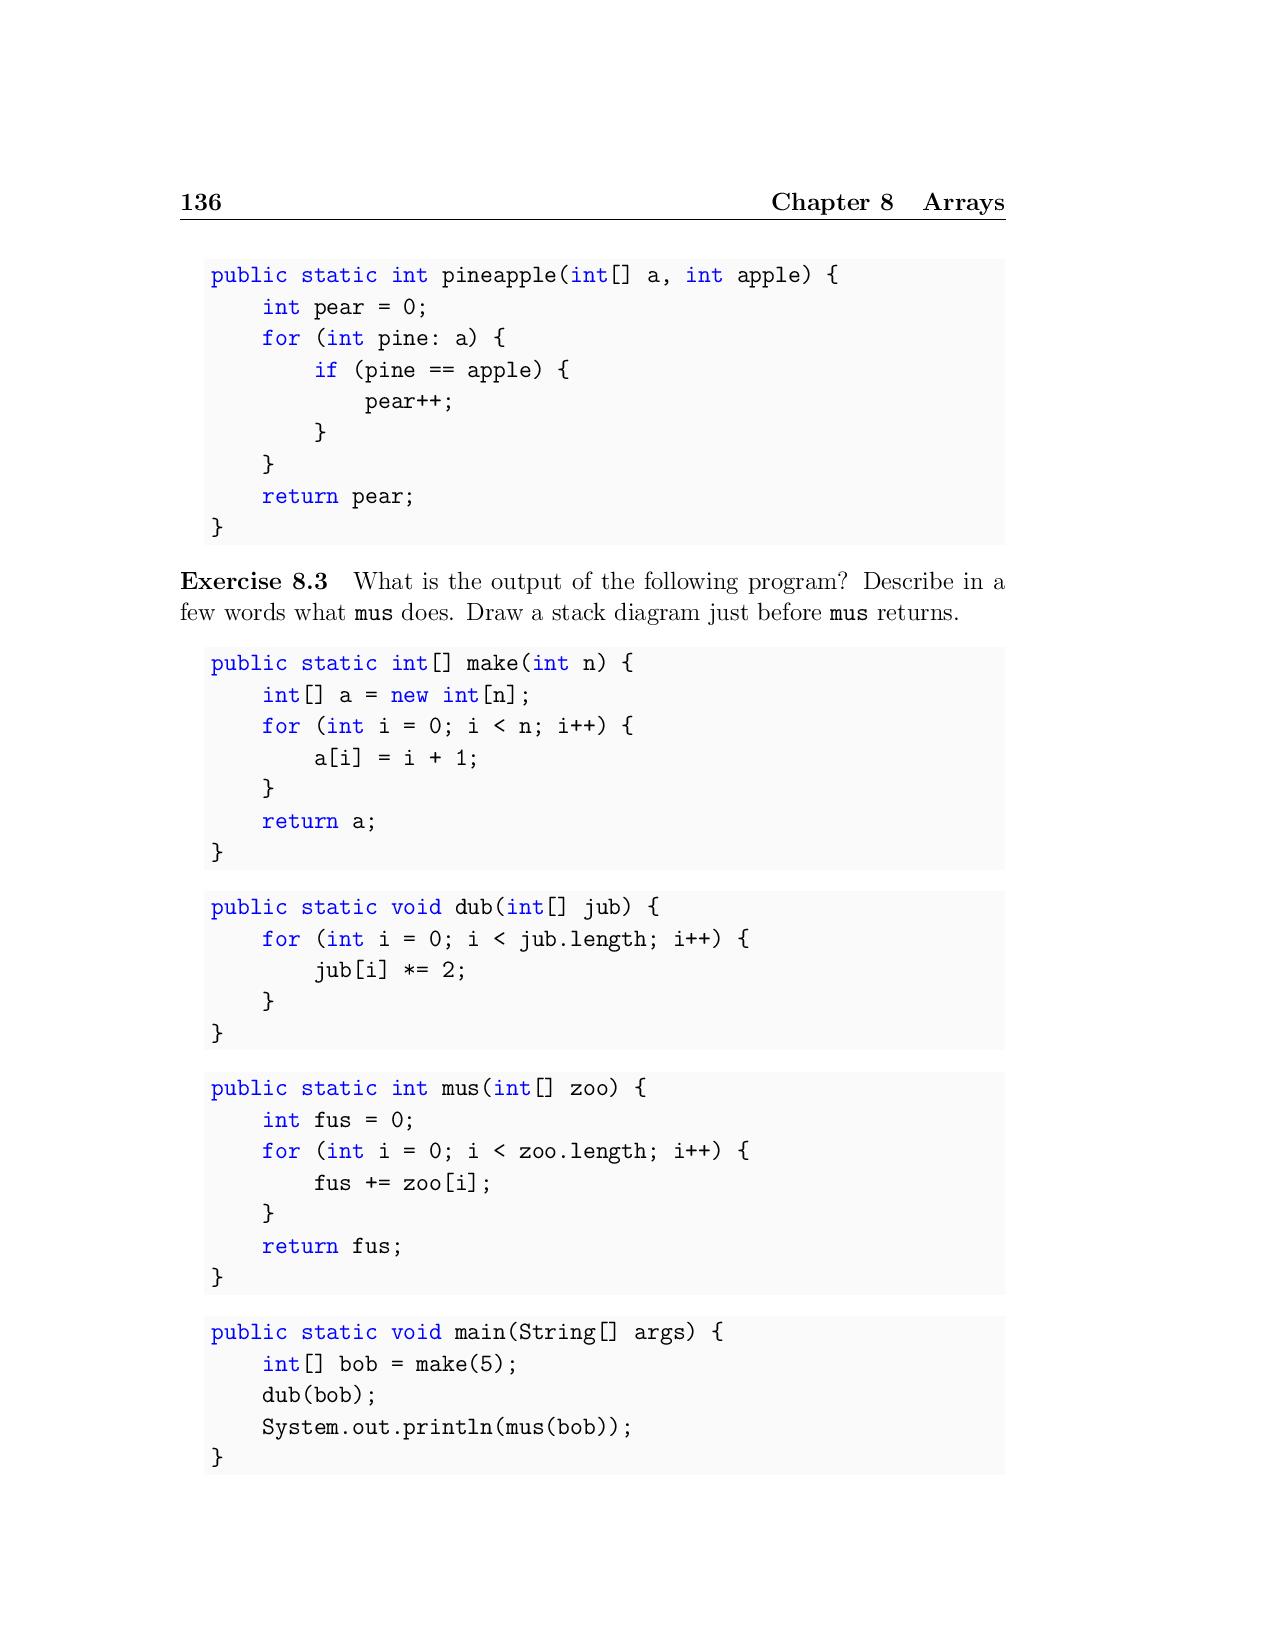 136 Chapter 8 Arrays
public static int pineapple(int[] a, int apple) {
    int pear = 0;
    for (int pine: a) {
        if (pine == apple) {
            pear++;
        }
    }
    return pear;
}
Exercise 8.3 What is the output of the following program? Describe in a
few words what mus does. Draw a stack diagram just before mus returns.
public static int[] make(int n) {
    int[] a = new int[n];
    for (int i = 0; i < n; i++) {
        a[i] = i + 1;
    }
    return a;
}
public static void dub(int[] jub) {
    for (int i = 0; i < jub.length; i++) {
        jub[i] *= 2;
    }
}
public static int mus(int[] zoo) {
    int fus = 0;
    for (int i = 0; i < zoo.length; i++) {
        fus += zoo[i];
    }
    return fus;
}
public static void main(String[] args) {
    int[] bob = make(5);
    dub(bob);
    System.out.println(mus(bob));
}